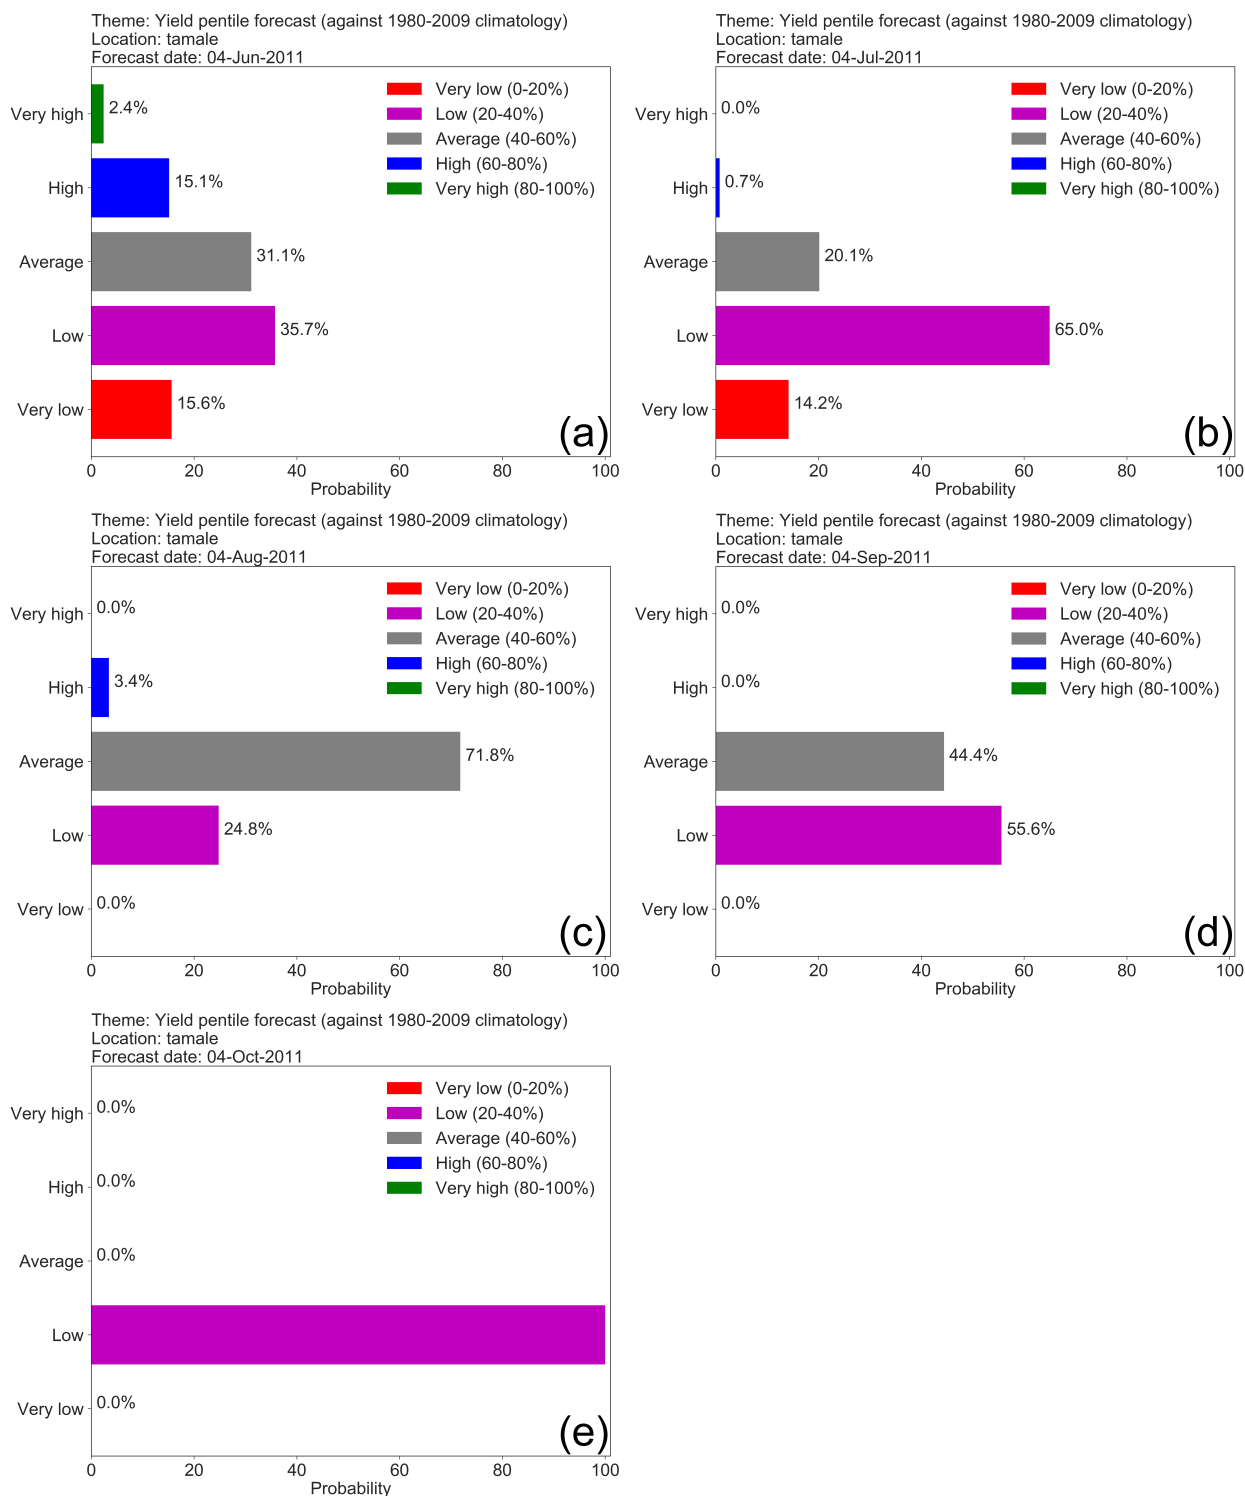 Theme: Yield pentile forecast (against 1980-2009 climatology)
Location: tamale
Forecast date: 04-Jun-2011
Very low (0-20%)
Low (20-40%)
Average (40-60%)
High (60-80%)
Very high (80-100%)
Very high 2.4%
High 15.1%
Average 31.1%
Low 35.7%
Very low 15.6%
(a)
0 20 40 60 80 100
Probability
Theme: Yield pentile forecast (against 1980-2009 climatology)
Location: tamale
Forecast date: 04-Jul-2011
Very low (0-20%)
Low (20-40%)
Average (40-60%)
High (60-80%)
Very high (80-100%)
Very high 0.0%
High 0.7%
Average 20.1%
Low 65.0%
Very low 14.2%
(b)
0 20 40 60 80 100
Probability
Theme: Yield pentile forecast (against 1980-2009 climatology)
Location: tamale
Forecast date: 04-Aug-2011
Very low (0-20%)
Low (20-40%)
Average (40-60%)
High (60-80%)
Very high (80-100%)
Very high 0.0%
High 3.4%
Average 71.8%
Low 24.8%
Very low 0.0%
(c)
0 20 40 60 80 100
Probability
Theme: Yield pentile forecast (against 1980-2009 climatology)
Location: tamale
Forecast date: 04-Sep-2011
Very low (0-20%)
Low (20-40%)
Average (40-60%)
High (60-80%)
Very high (80-100%)
Very high 0.0%
High 0.0%
Average 44.4%
Low 55.6%
Very low 0.0%
(d)
0 20 40 60 80 100
Probability
Theme: Yield pentile forecast (against 1980-2009 climatology)
Location: tamale
Forecast date: 04-Oct-2011
Very low (0-20%)
Low (20-40%)
Average (40-60%)
High (60-80%)
Very high (80-100%)
Very high 0.0%
High 0.0%
Average 0.0%
Low
Very low 0.0%
(e)
0 20 40 60 80 100
Probability